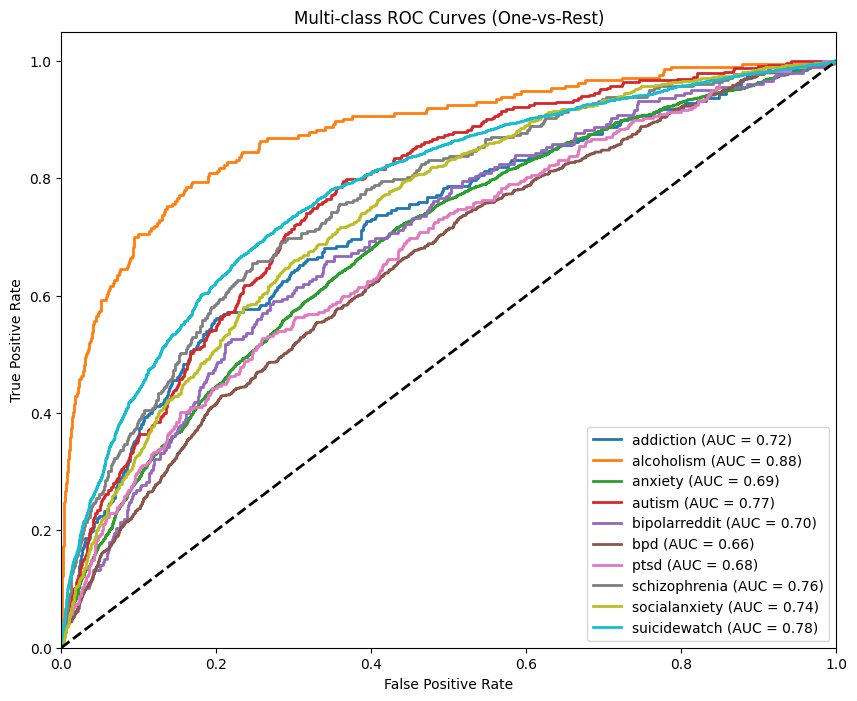 Multi-class ROC Curves (One-vs-Rest)
1.0
0.8
0.6
0.4
0.2
0.0
True Positive Rate
addiction (AUC = 0.72)
alcoholism (AUC = 0.88)
anxiety (AUC = 0.69)
autism (AUC = 0.77)
bipolarreddit (AUC = 0.70)
bpd (AUC = 0.66)
ptsd (AUC = 0.68)
schizophrenia (AUC = 0.76)
socialanxiety (AUC = 0.74)
suicidewatch (AUC = 0.78)
0.0 0.2 0.4 0.6 0.8 1.0
False Positive Rate